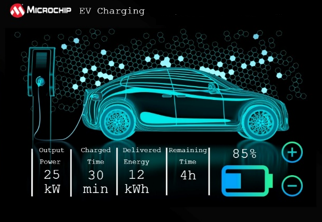 MICROCHIP EV Charging
Output Charged Delivered Remaining
Power Time Energy Time
25 30 12 4h
kW min kWh
85%
+
−